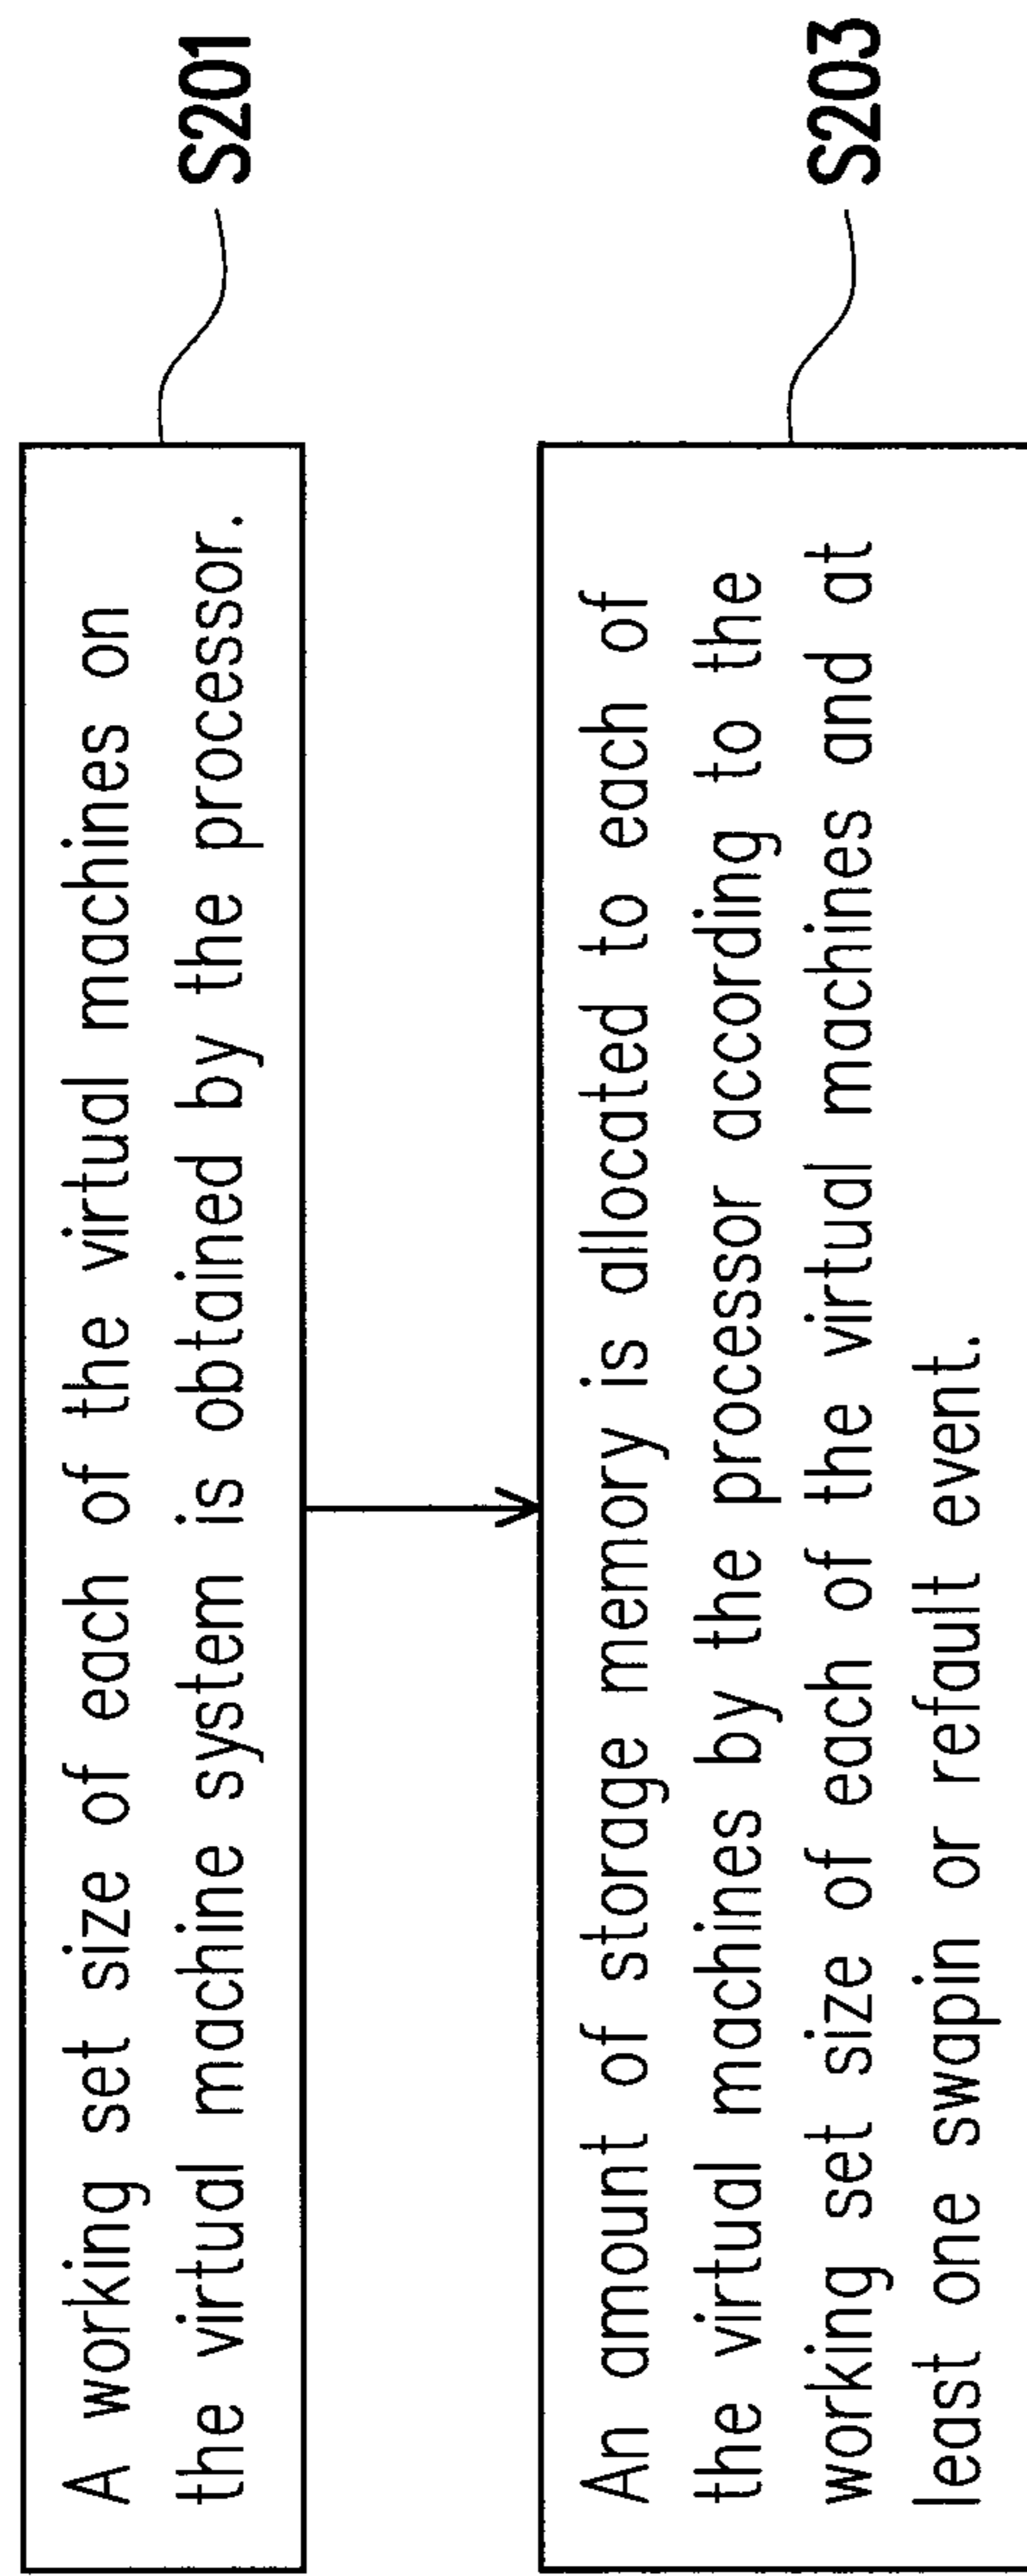 A working set size of each of the virtual machines on
the virtual machine system is obtained by the processor.
S201
An amount of storage memory is allocated to each of
the virtual machines by the processor according to the
working set size of each of the virtual machines and at
least one swapin or refault event.
S203